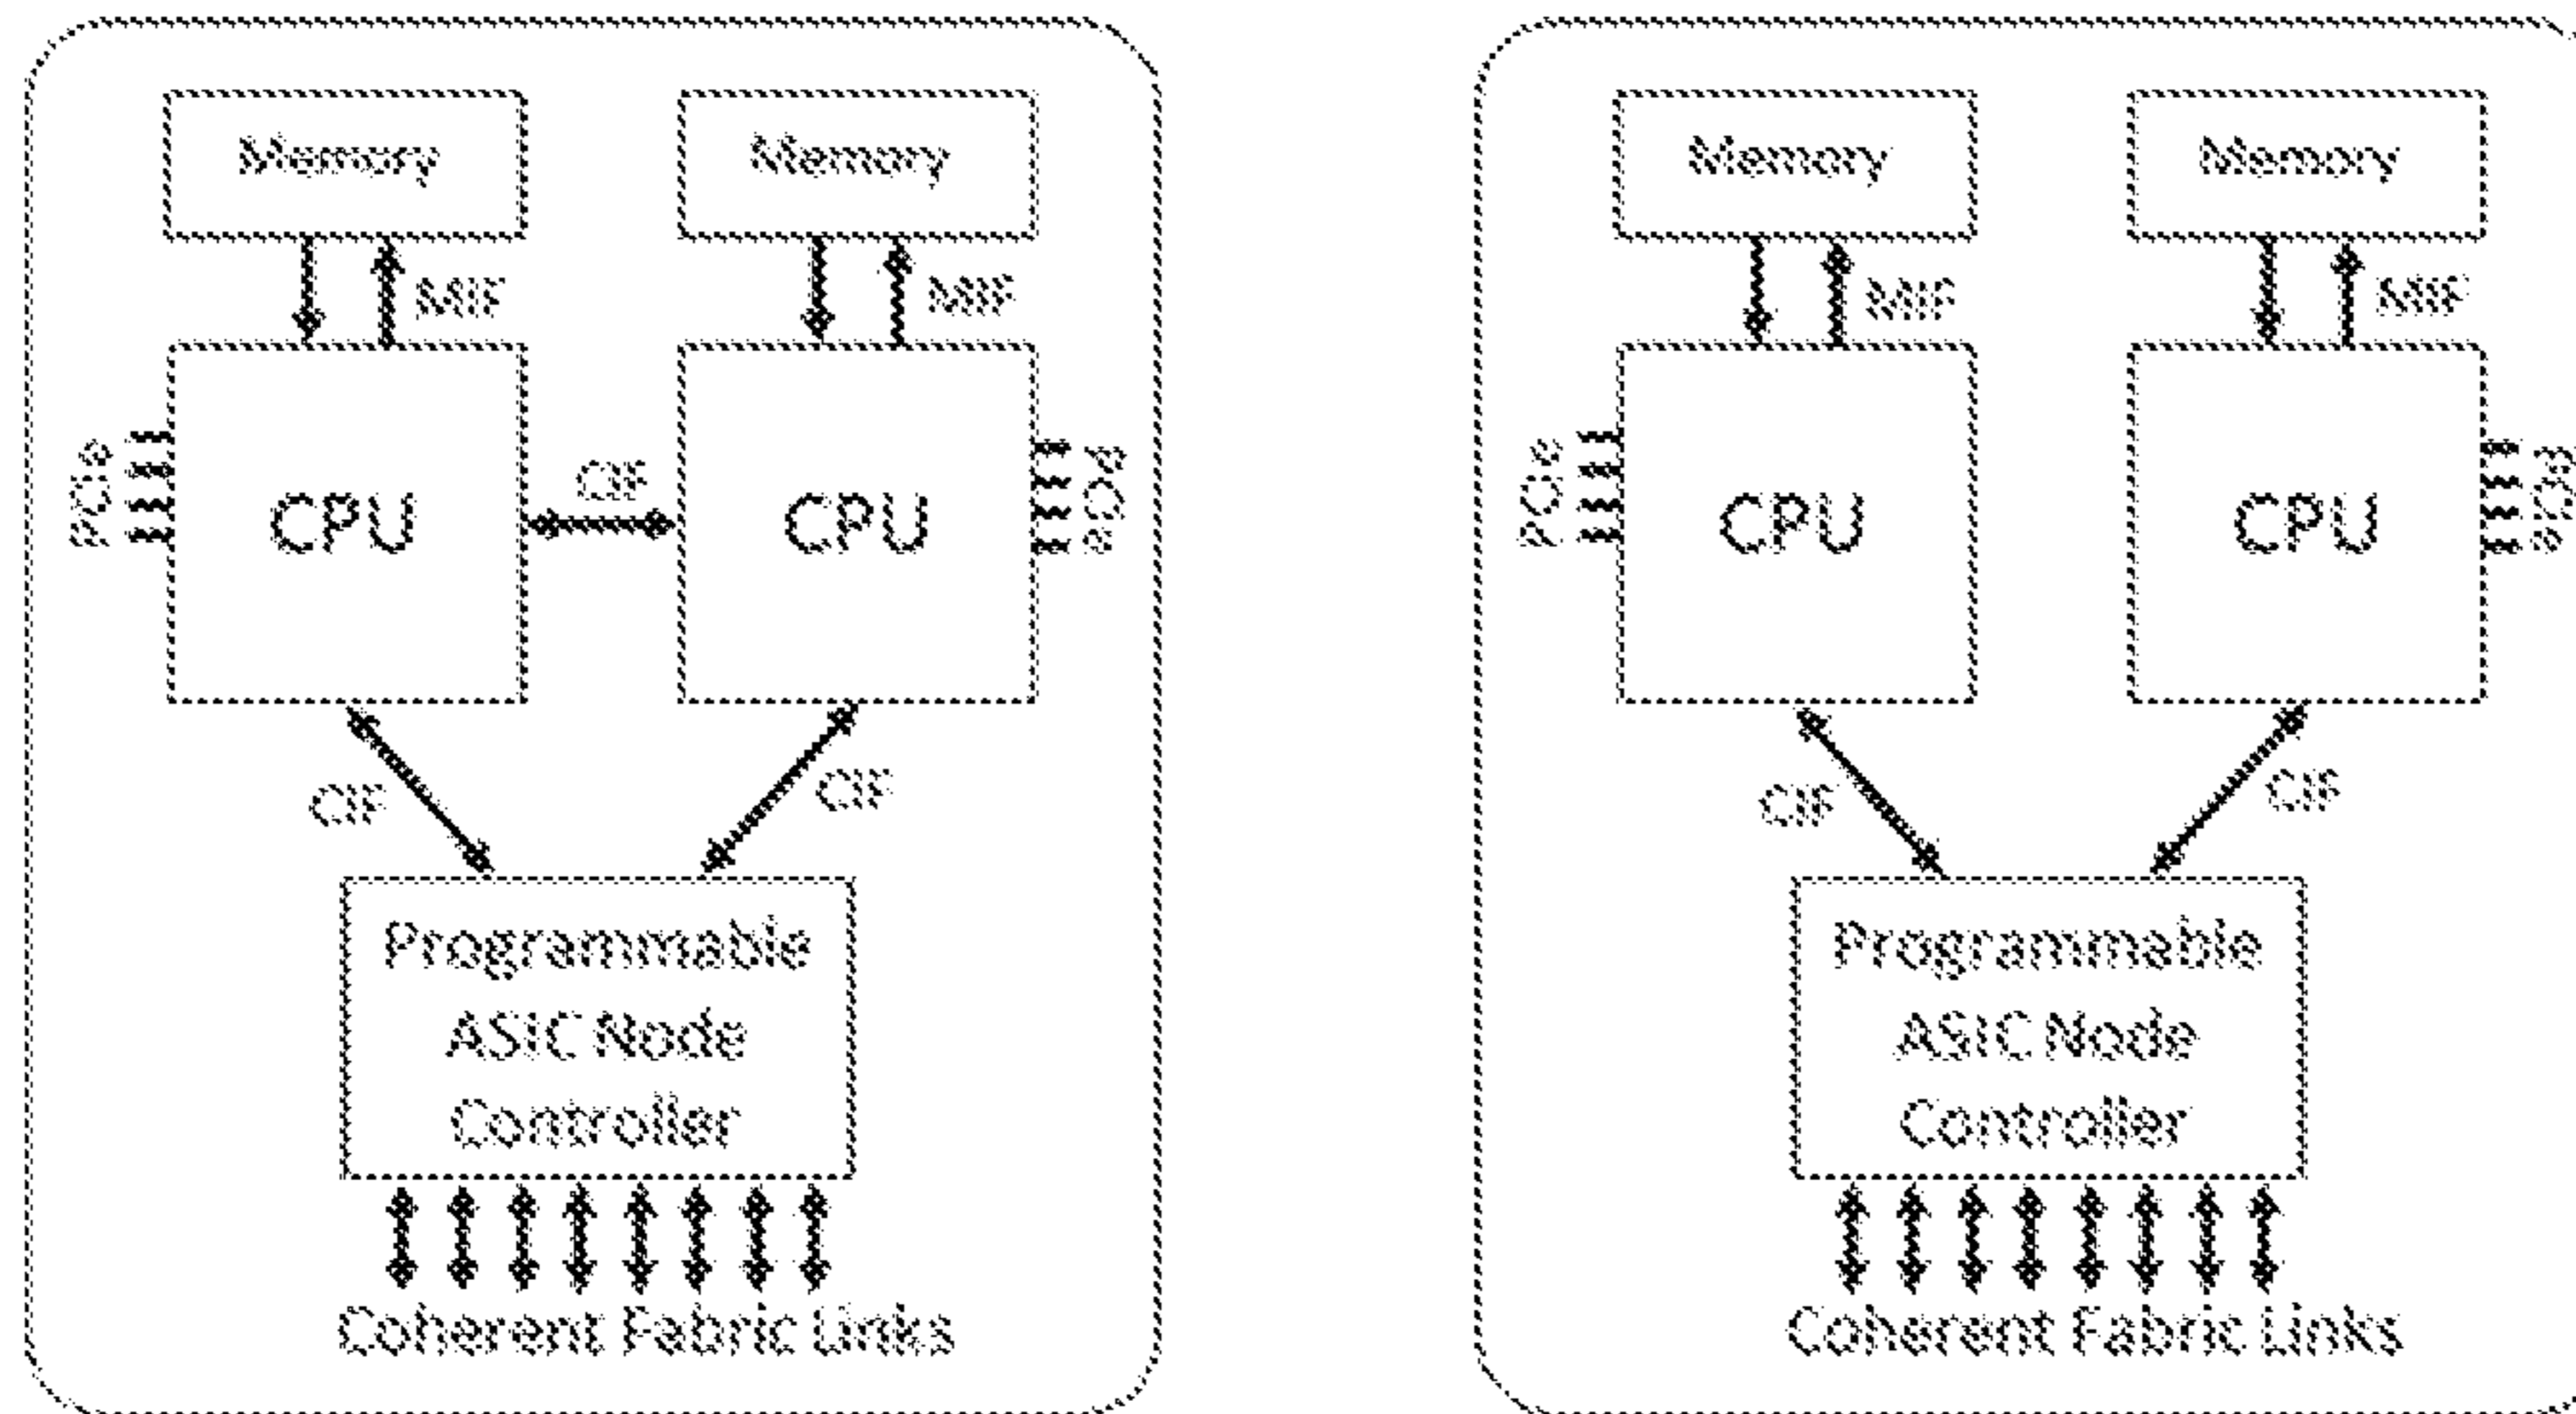 Memory
Memory
MIF
MIF
PCIe
CPU
CIF
CPU
PCIe
CIF
CIF
Programmable
ASIC Node
Controller
Coherent Fabric Links
Memory
Memory
MIF
MIF
PCIe
CPU
CPU
PCIe
CIF
CIF
Programmable
ASIC Node
Controller
Coherent Fabric Links